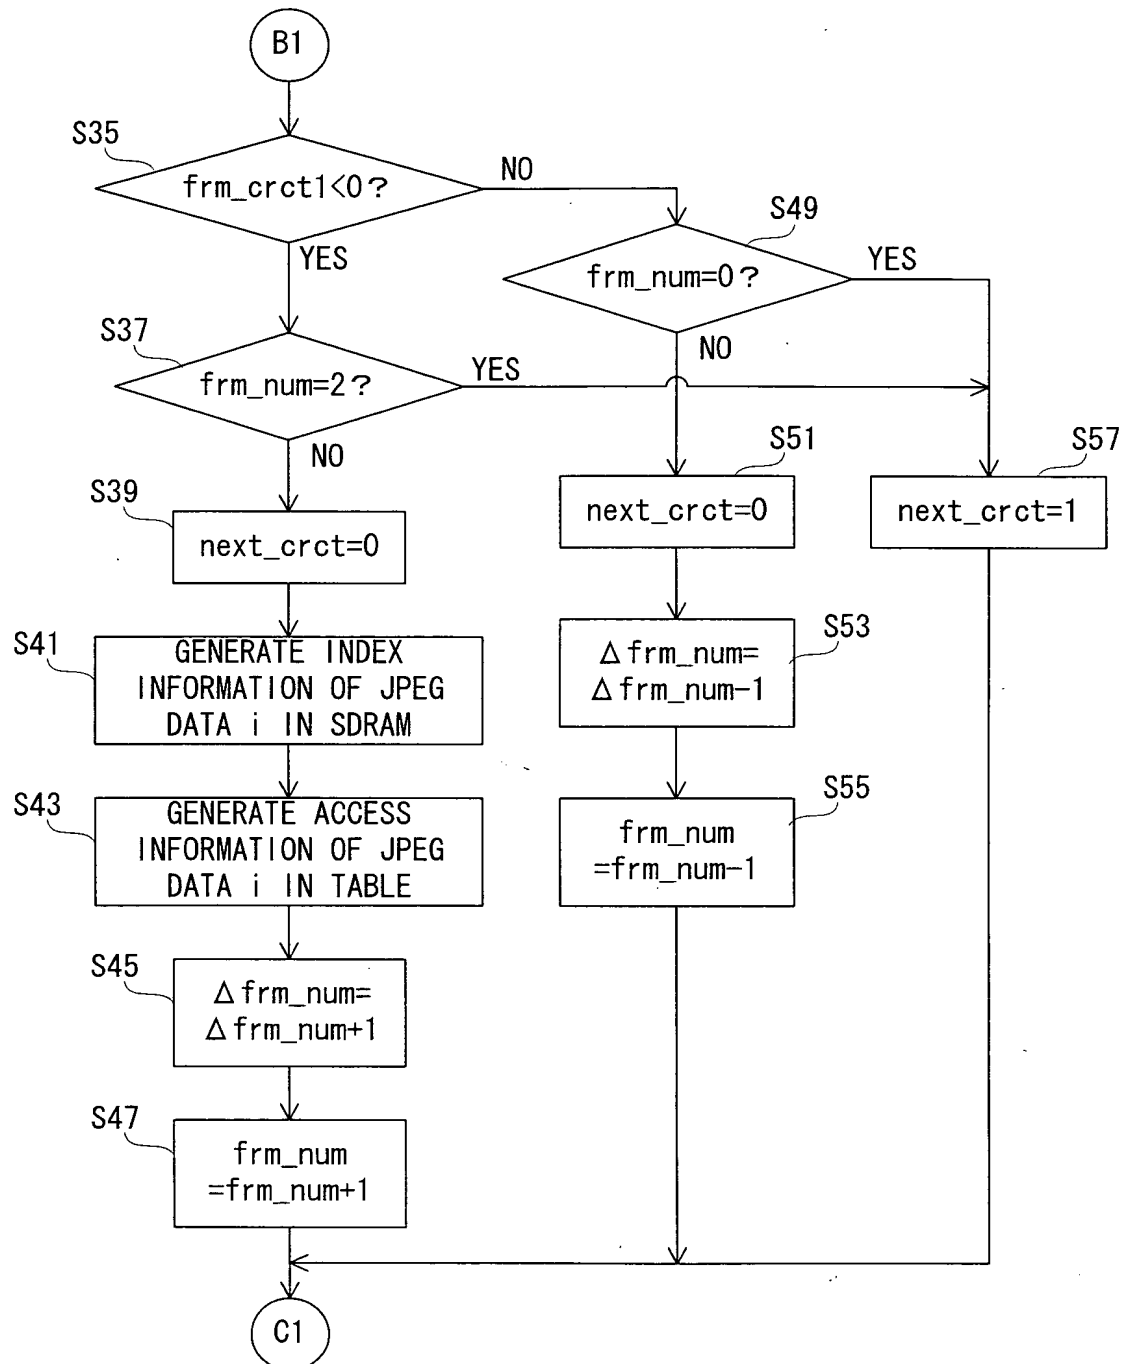 B1
S35
frm_crct1<0?
NO
YES
S49
frm_num=0?
YES
NO
S37
frm_num=2?
YES
NO
S51
next_crct=0
S57
next_crct=1
S39
next_crct=0
S41
GENERATE INDEX
INFORMATION OF JPEG
DATA i IN SDRAM
S53
Δfrm_num=
Δfrm_num-1
S43
GENERATE ACCESS
INFORMATION OF JPEG
DATA i IN TABLE
S55
frm_num
=frm_num-1
S45
Δfrm_num=
Δfrm_num+1
S47
frm_num
=frm_num+1
C1